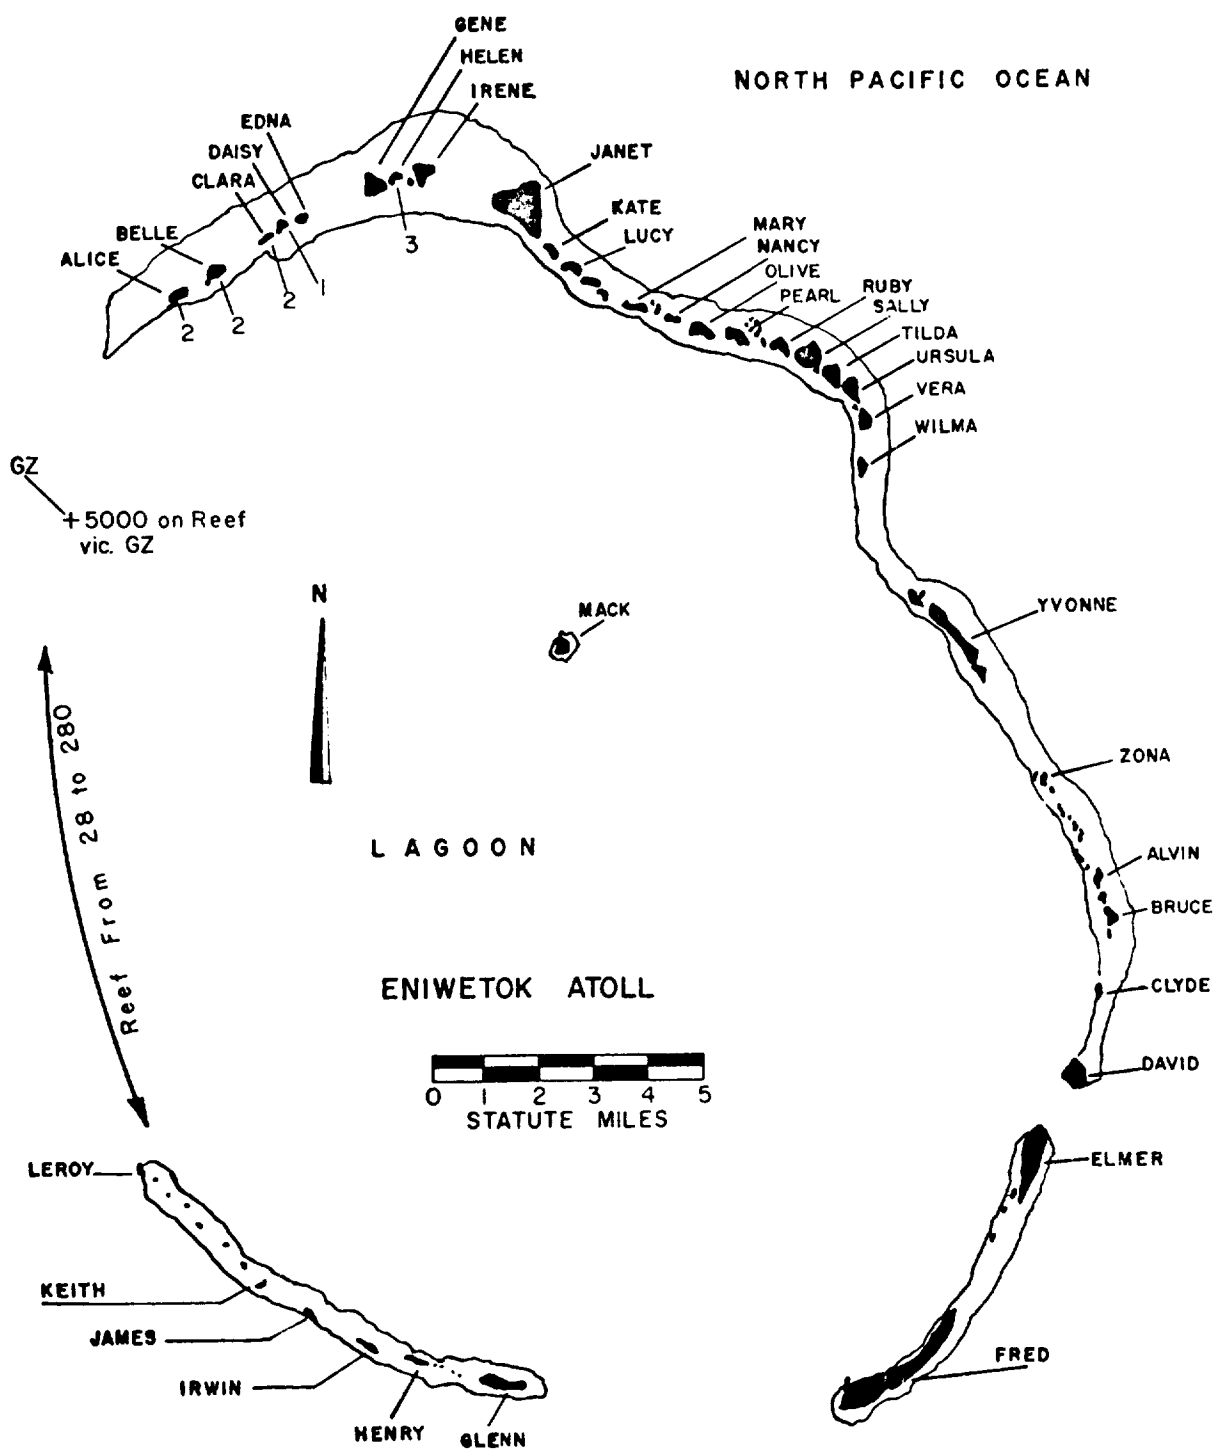 GENE
HELEN
IRENE
NORTH PACIFIC OCEAN
EDNA
DAISY
CLARA
BELLE
ALICE
JANET
KATE
LUCY
MARY
NANCY
OLIVE
PEARL
RUBY
SALLY
TILDA
URSULA
VERA
WILMA
3
1
2
2
2
GZ
+5000 on Reef
vic. GZ
N
MACK
YVONNE
Reef From 28 to 280
ZONA
LAGOON
ALVIN
BRUCE
ENIWETOK ATOLL
CLYDE
DAVID
0 1 2 3 4 5
STATUTE MILES
LEROY
ELMER
KEITH
JAMES
IRWIN
HENRY
GLENN
FRED